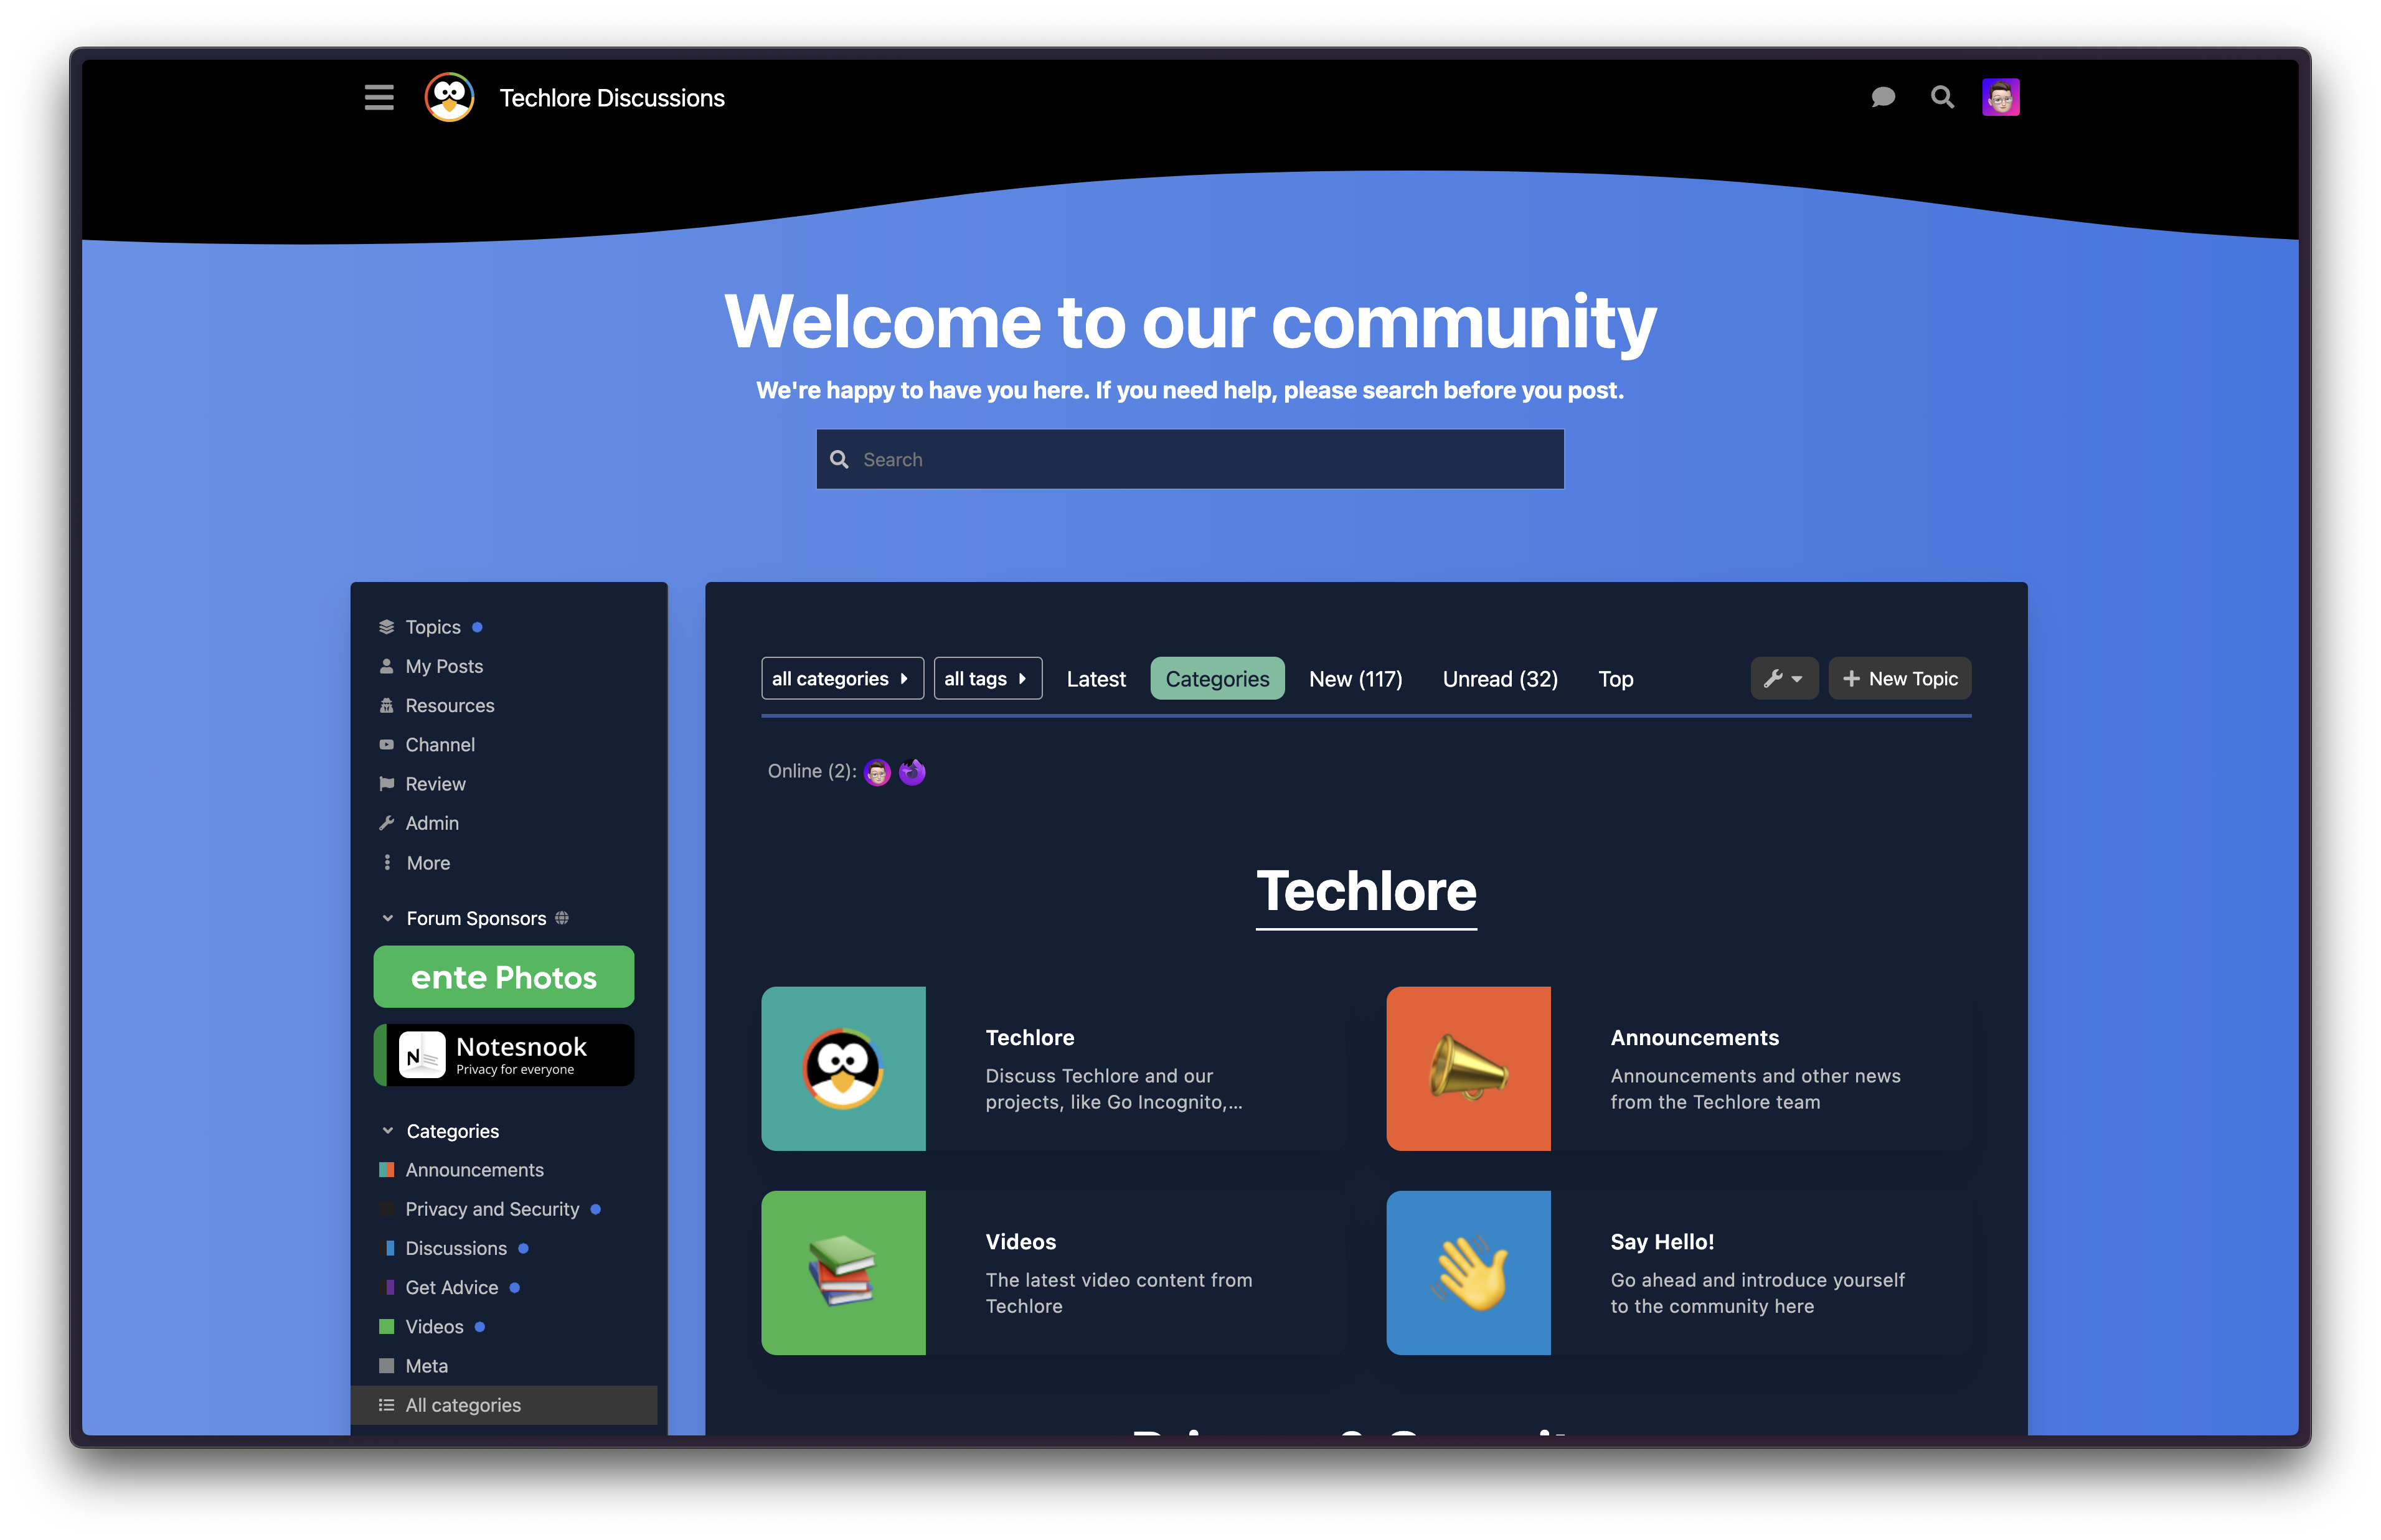 Techlore Discussions
Welcome to our community
We're happy to have you here. If you need help, please search before you post.
Search
Topics
My Posts
Resources
Channel
Review
Admin
More
Forum Sponsors
ente Photos
Notesnook
Privacy for everyone
Categories
Announcements
Privacy and Security
Discussions
Get Advice
Videos
Meta
All categories
all categories all tags Latest Categories New (117) Unread (32) Top New Topic
Online (2):
Techlore
Techlore
Discuss Techlore and our
projects, like Go Incognito,...
Announcements
Announcements and other news
from the Techlore team
Videos
The latest video content from
Techlore
Say Hello!
Go ahead and introduce yourself
to the community here